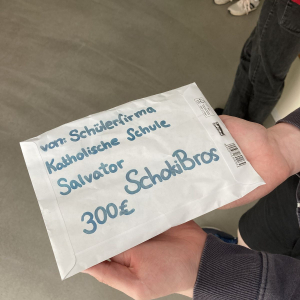 von: Schülerfirma
Katholische Schule
Salvator SchokiBros
300£